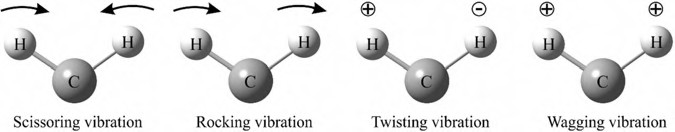 ⊕ ⊖ ⊕ ⊕
H H H H H H H H
C C C C
Scissoring vibration Rocking vibration Twisting vibration Wagging vibration